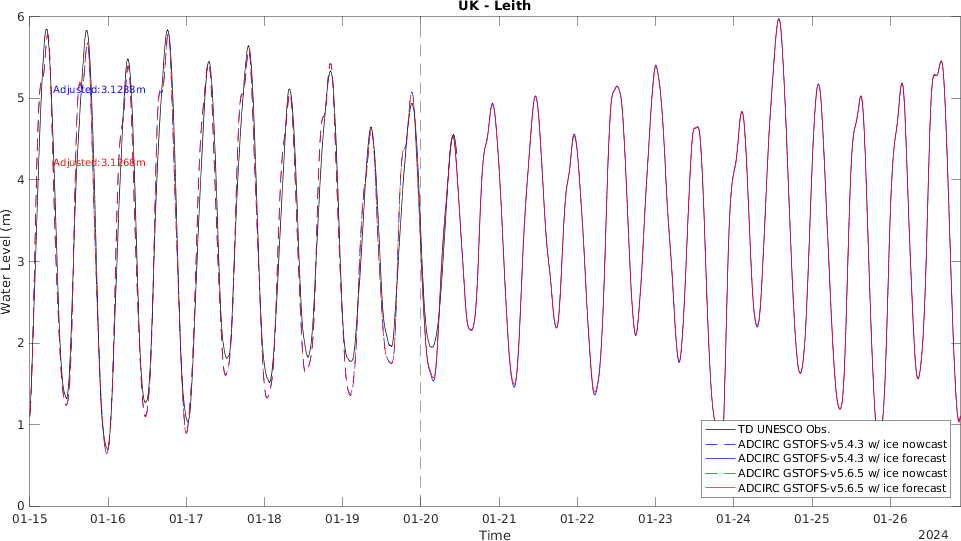 UK - Leith
6
5
4
3
2
1
0
Water Level (m)
Adjusted:3.1268m
01-15 01-16 01-17 01-18 01-19 01-20 01-21 01-22 01-23 01-24 01-25 01-26
Time
2024
TD UNESCO Obs.
ADCIRC GSTOFS-v5.4.3 w/ ice nowcast
ADCIRC GSTOFS-v5.4.3 w/ ice forecast
ADCIRC GSTOFS-v5.6.5 w/ ice nowcast
ADCIRC GSTOFS-v5.6.5 w/ ice forecast